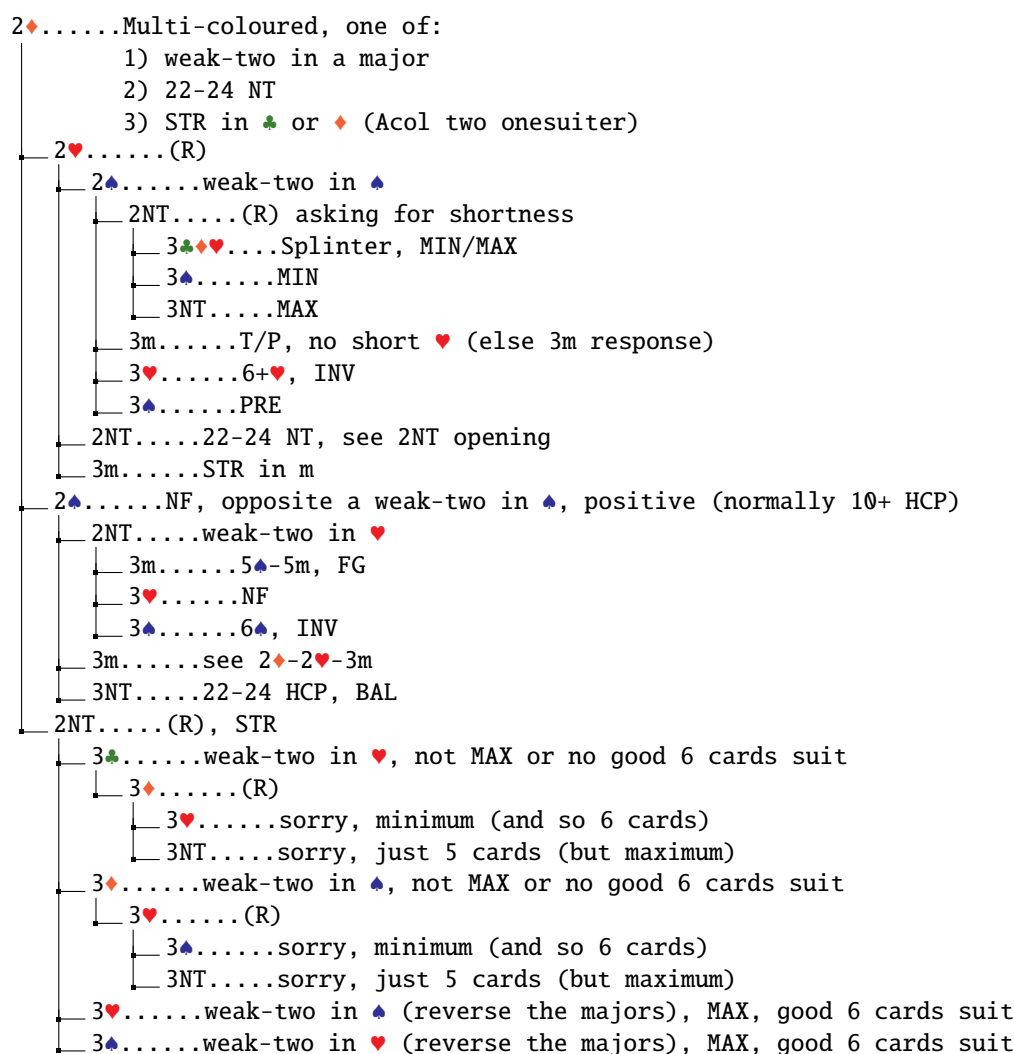 2♦......Multi-coloured, one of:
1) weak-two in a major
2) 22-24 NT
3) STR in ♣ or ♦ (Acol two onesuiter)
2♥......(R)
2♠......weak-two in ♠
2NT.....(R) asking for shortness
3♣♦♥....Splinter, MIN/MAX
3♠......MIN
3NT.....MAX
3m......T/P, no short ♥ (else 3m response)
3♥......6+♥, INV
3♠......PRE
2NT.....22-24 NT, see 2NT opening
3m......STR in m
2♠......NF, opposite a weak-two in ♠, positive (normally 10+ HCP)
2NT.....weak-two in ♥
3m......5♠-5m, FG
3♥......NF
3♠......6♠, INV
3m......see 2♦-2♥-3m
3NT.....22-24 HCP, BAL
2NT.....(R), STR
3♣......weak-two in ♥, not MAX or no good 6 cards suit
3♦......(R)
3♥......sorry, minimum (and so 6 cards)
3NT.....sorry, just 5 cards (but maximum)
3♦......weak-two in ♠, not MAX or no good 6 cards suit
3♥......(R)
3♠......sorry, minimum (and so 6 cards)
3NT.....sorry, just 5 cards (but maximum)
3♥......weak-two in ♠ (reverse the majors), MAX, good 6 cards suit
3♠......weak-two in ♥ (reverse the majors), MAX, good 6 cards suit